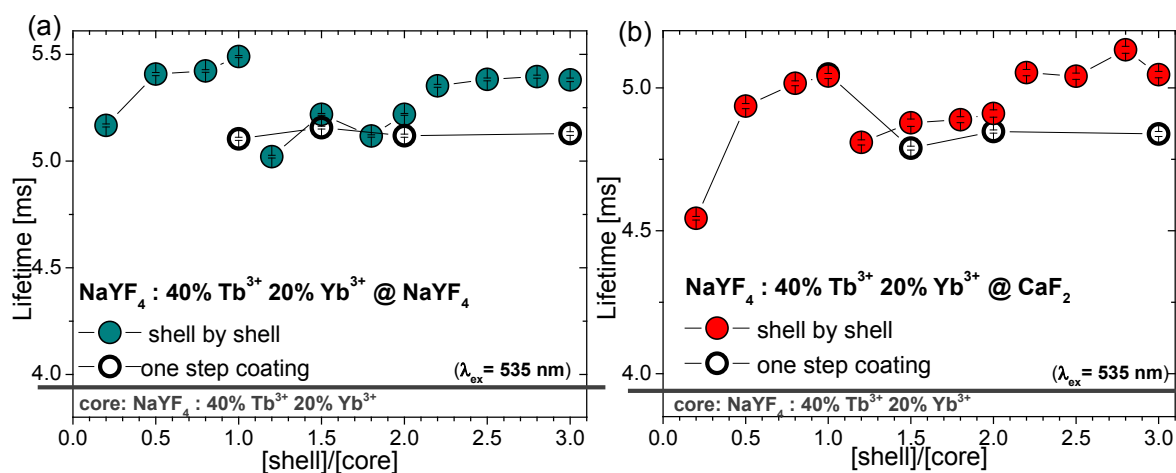 (a)
5.5
5.0
4.5
4.0
Lifetime [ms]
NaYF₄ : 40% Tb³⁺ 20% Yb³⁺ @ NaYF₄
shell by shell
one step coating
(λex= 535 nm)
core: NaYF₄ : 40% Tb³⁺ 20% Yb³⁺
0.0 0.5 1.0 1.5 2.0 2.5 3.0
[shell]/[core]
(b)
5.0
4.5
4.0
Lifetime [ms]
NaYF₄ : 40% Tb³⁺ 20% Yb³⁺ @ CaF₂
shell by shell
one step coating
(λex= 535 nm)
core: NaYF₄ : 40% Tb³⁺ 20% Yb³⁺
0.0 0.5 1.0 1.5 2.0 2.5 3.0
[shell]/[core]